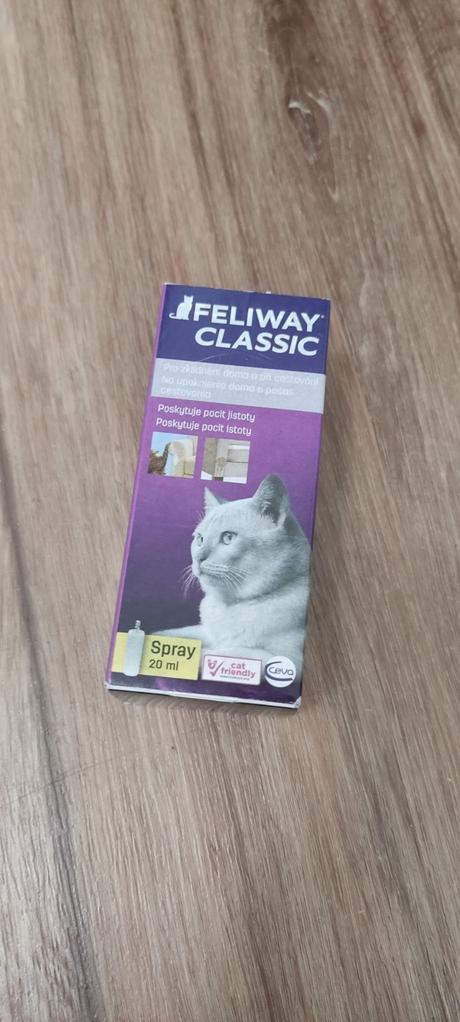 FELIWAY®
CLASSIC
Pro zklidnění doma a při cestování
Na upokojenie doma a počas
cestovania
Poskytuje pocit jistoty
Poskytuje pocit istoty
Spray
20 ml
cat
friendly
Ceva